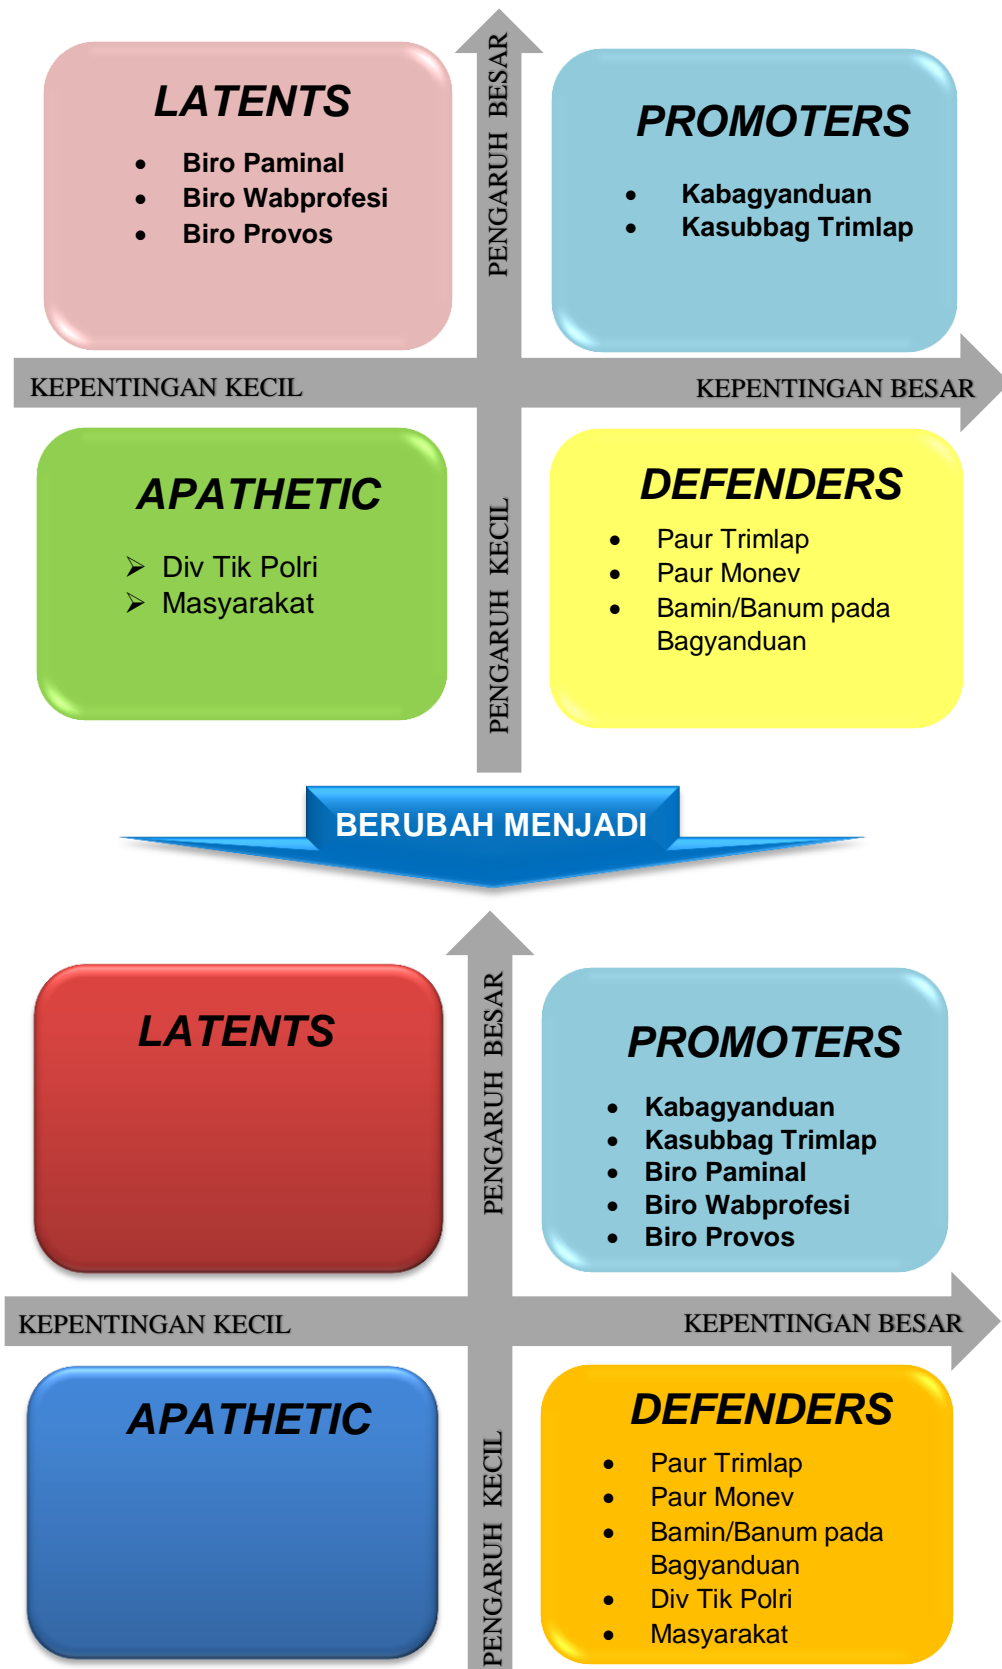 LATENTS
• Biro Paminal
• Biro Wabprofesi
• Biro Provos
PENGARUH BESAR
PROMOTERS
• Kabagyanduan
• Kasubbag Trimlap
KEPENTINGAN KECIL
KEPENTINGAN BESAR
APATHETIC
➢ Div Tik Polri
➢ Masyarakat
PENGARUH KECIL
DEFENDERS
• Paur Trimlap
• Paur Monev
• Bamin/Banum pada
Bagyanduan
BERUBAH MENJADI
LATENTS
PENGARUH BESAR
PROMOTERS
• Kabagyanduan
• Kasubbag Trimlap
• Biro Paminal
• Biro Wabprofesi
• Biro Provos
KEPENTINGAN KECIL
KEPENTINGAN BESAR
APATHETIC
PENGARUH KECIL
DEFENDERS
• Paur Trimlap
• Paur Monev
• Bamin/Banum pada
Bagyanduan
• Div Tik Polri
• Masyarakat